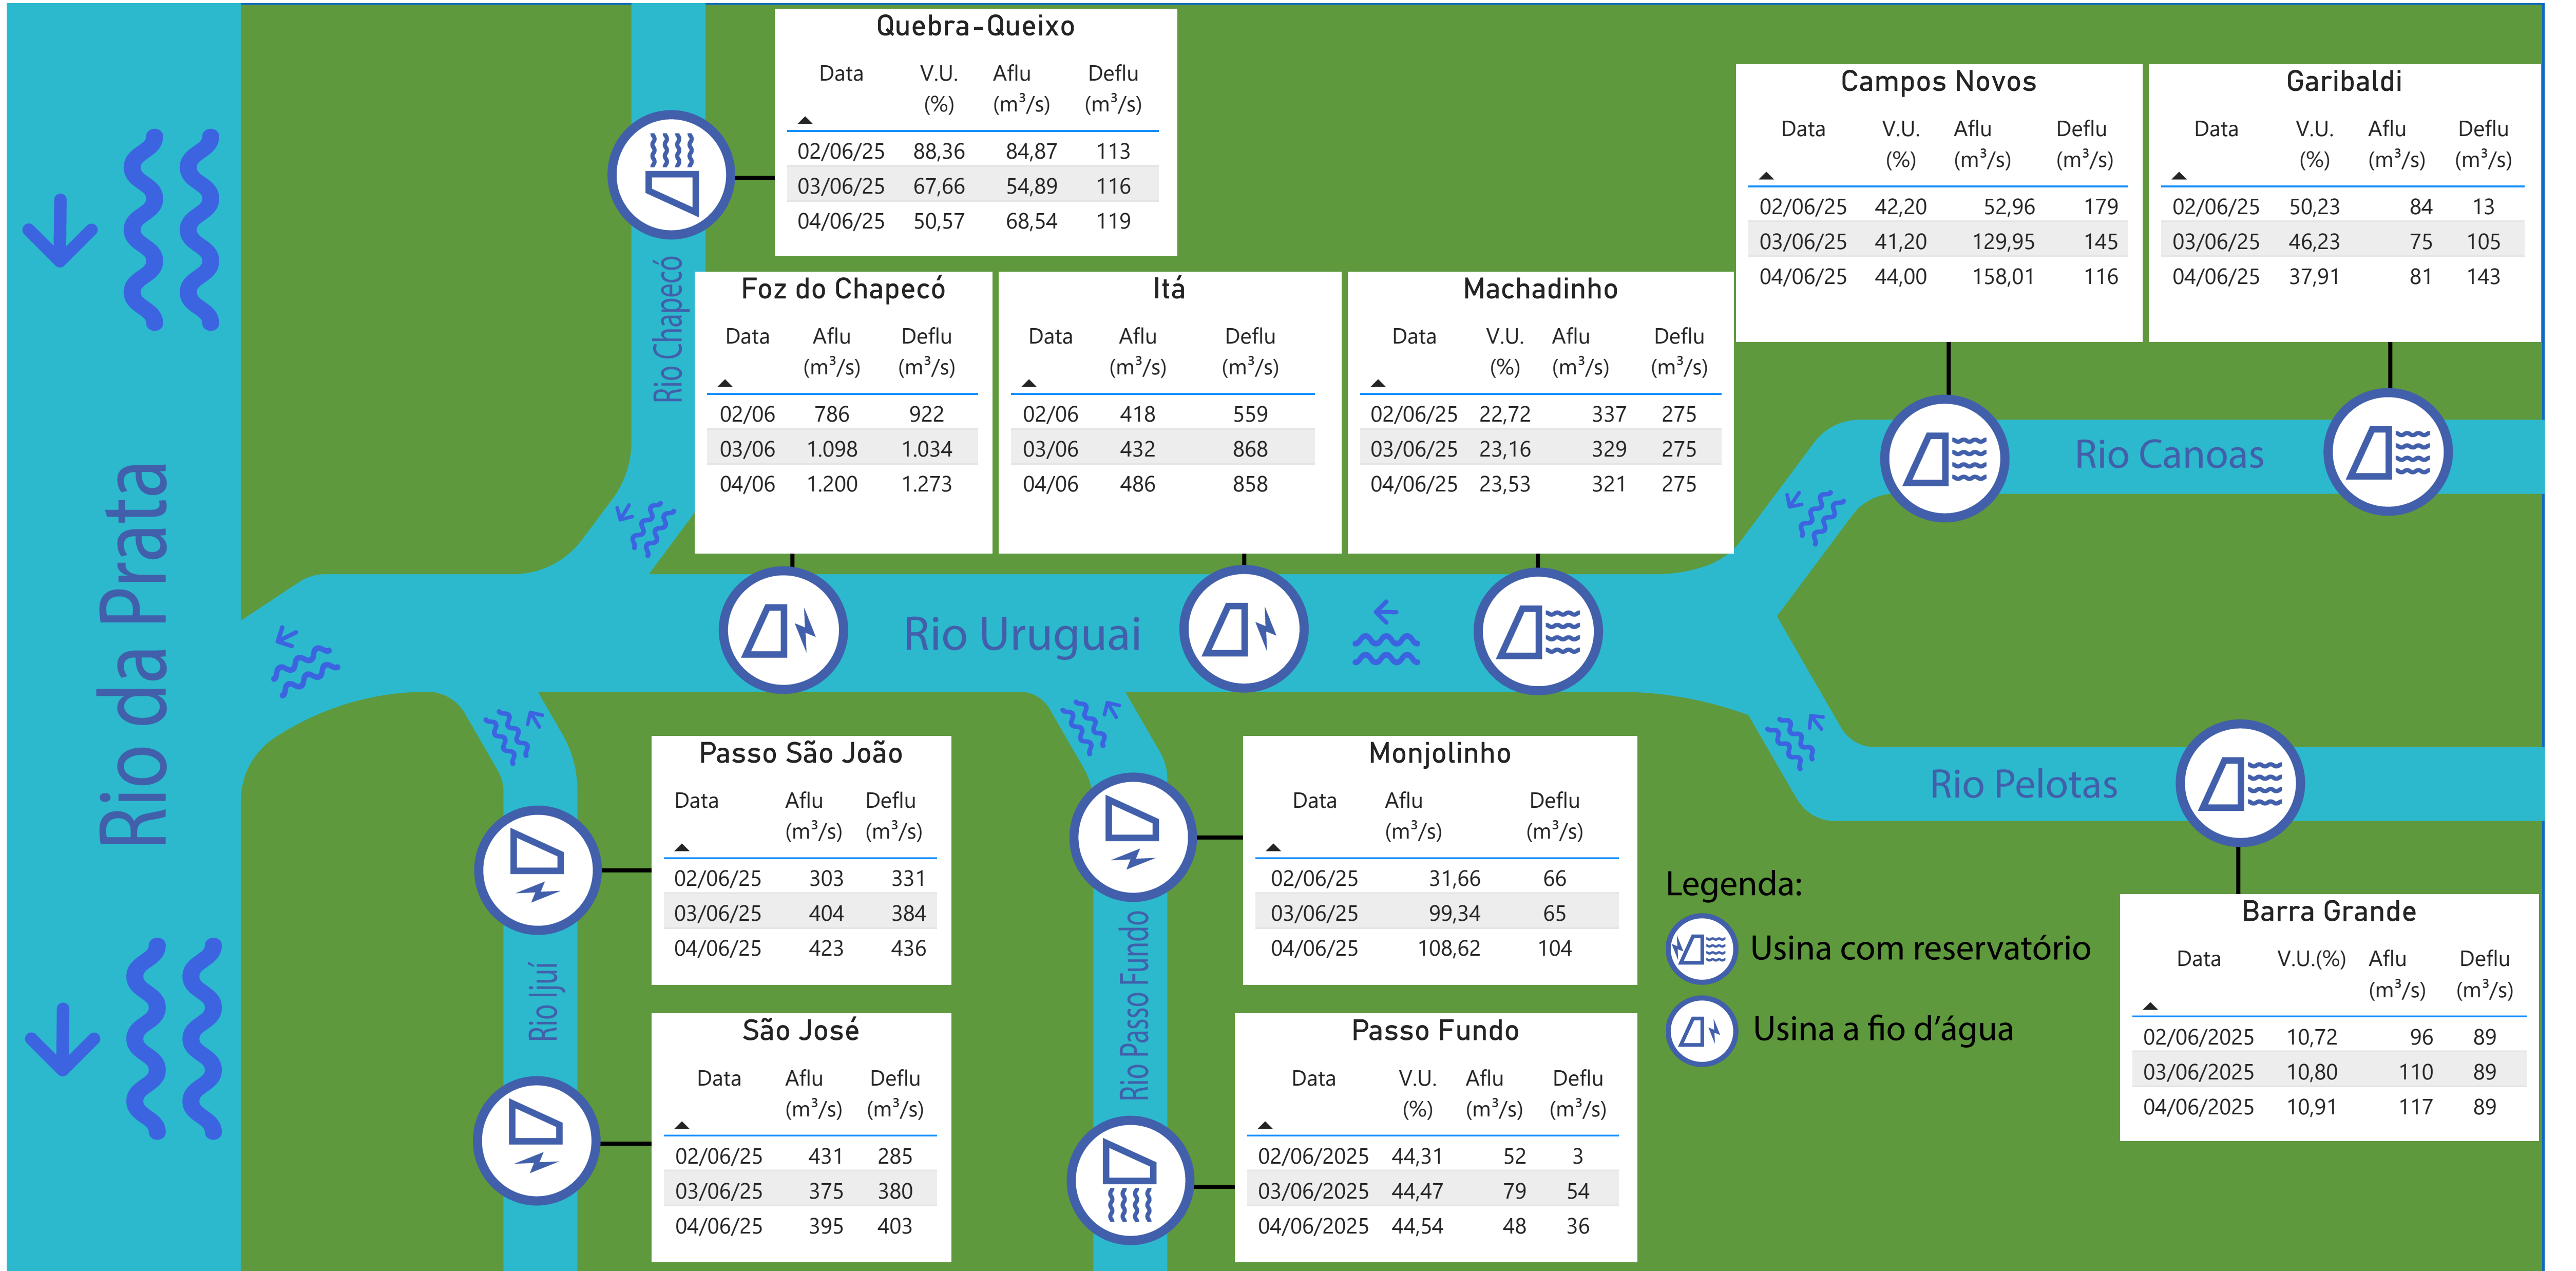 Quebra-Queixo
Data V.U. (%) Aflu (m³/s) Deflu (m³/s)
02/06/25 88,36 84,87 113
03/06/25 67,66 54,89 116
04/06/25 50,57 68,54 119
Campos Novos
Data V.U. (%) Aflu (m³/s) Deflu (m³/s)
02/06/25 42,20 52,96 179
03/06/25 41,20 129,95 145
04/06/25 44,00 158,01 116
Garibaldi
Data V.U. (%) Aflu (m³/s) Deflu (m³/s)
02/06/25 50,23 84 13
03/06/25 46,23 75 105
04/06/25 37,91 81 143
Rio Chapecó
Foz do Chapecó
Data Aflu (m³/s) Deflu (m³/s)
02/06 786 922
03/06 1.098 1.034
04/06 1.200 1.273
Itá
Data Aflu (m³/s) Deflu (m³/s)
02/06 418 559
03/06 432 868
04/06 486 858
Machadinho
Data V.U. (%) Aflu (m³/s) Deflu (m³/s)
02/06/25 22,72 337 275
03/06/25 23,16 329 275
04/06/25 23,53 321 275
Rio Canoas
Rio da Prata
Rio Uruguai
Rio Pelotas
Passo São João
Data Aflu (m³/s) Deflu (m³/s)
02/06/25 303 331
03/06/25 404 384
04/06/25 423 436
Monjolinho
Data Aflu (m³/s) Deflu (m³/s)
02/06/25 31,66 66
03/06/25 99,34 65
04/06/25 108,62 104
Legenda:
Usina com reservatório
Usina a fio d’água
Barra Grande
Data V.U.(%) Aflu (m³/s) Deflu (m³/s)
02/06/2025 10,72 96 89
03/06/2025 10,80 110 89
04/06/2025 10,91 117 89
Rio Ijuí
Rio Passo Fundo
São José
Data Aflu (m³/s) Deflu (m³/s)
02/06/25 431 285
03/06/25 375 380
04/06/25 395 403
Passo Fundo
Data V.U. (%) Aflu (m³/s) Deflu (m³/s)
02/06/2025 44,31 52 3
03/06/2025 44,47 79 54
04/06/2025 44,54 48 36